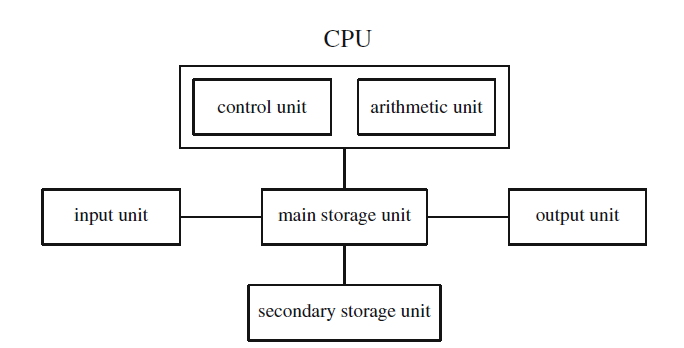 CPU
control unit
arithmetic unit
input unit
main storage unit
output unit
secondary storage unit